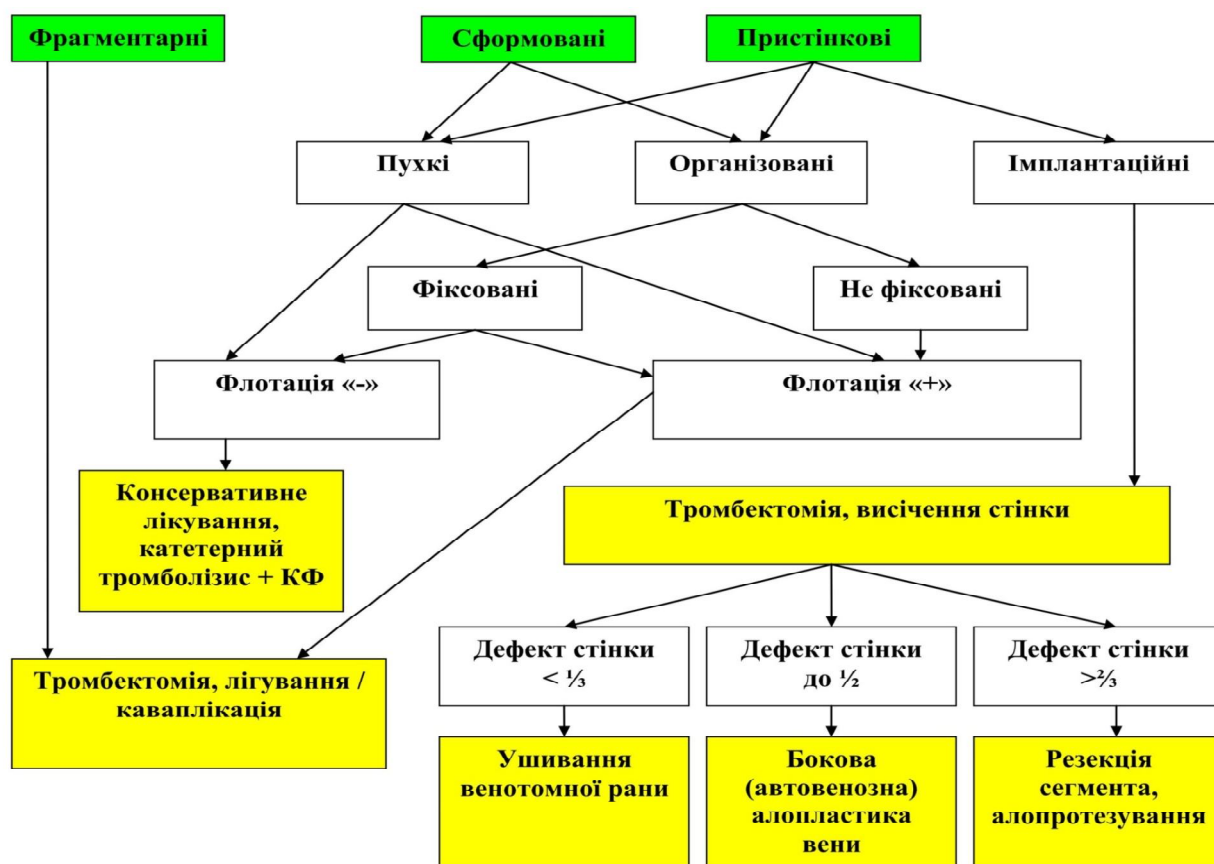 Фрагментарні
Сформовані
Пристінкові
Пухкі
Організовані
Імплантаційні
Фіксовані
Не фіксовані
Флотація «-»
Флотація «+»
Консервативне
лікування,
катетерний
тромболізис + КФ
Тромбектомія, висічення стінки
Тромбектомія, лігування /
каваплікація
Дефект стінки
< ⅓
Дефект стінки
до ½
Дефект стінки
>⅔
Ушивання
венотомної рани
Бокова
(автовенозна)
алопластика
вени
Резекція
сегмента,
алопротезування